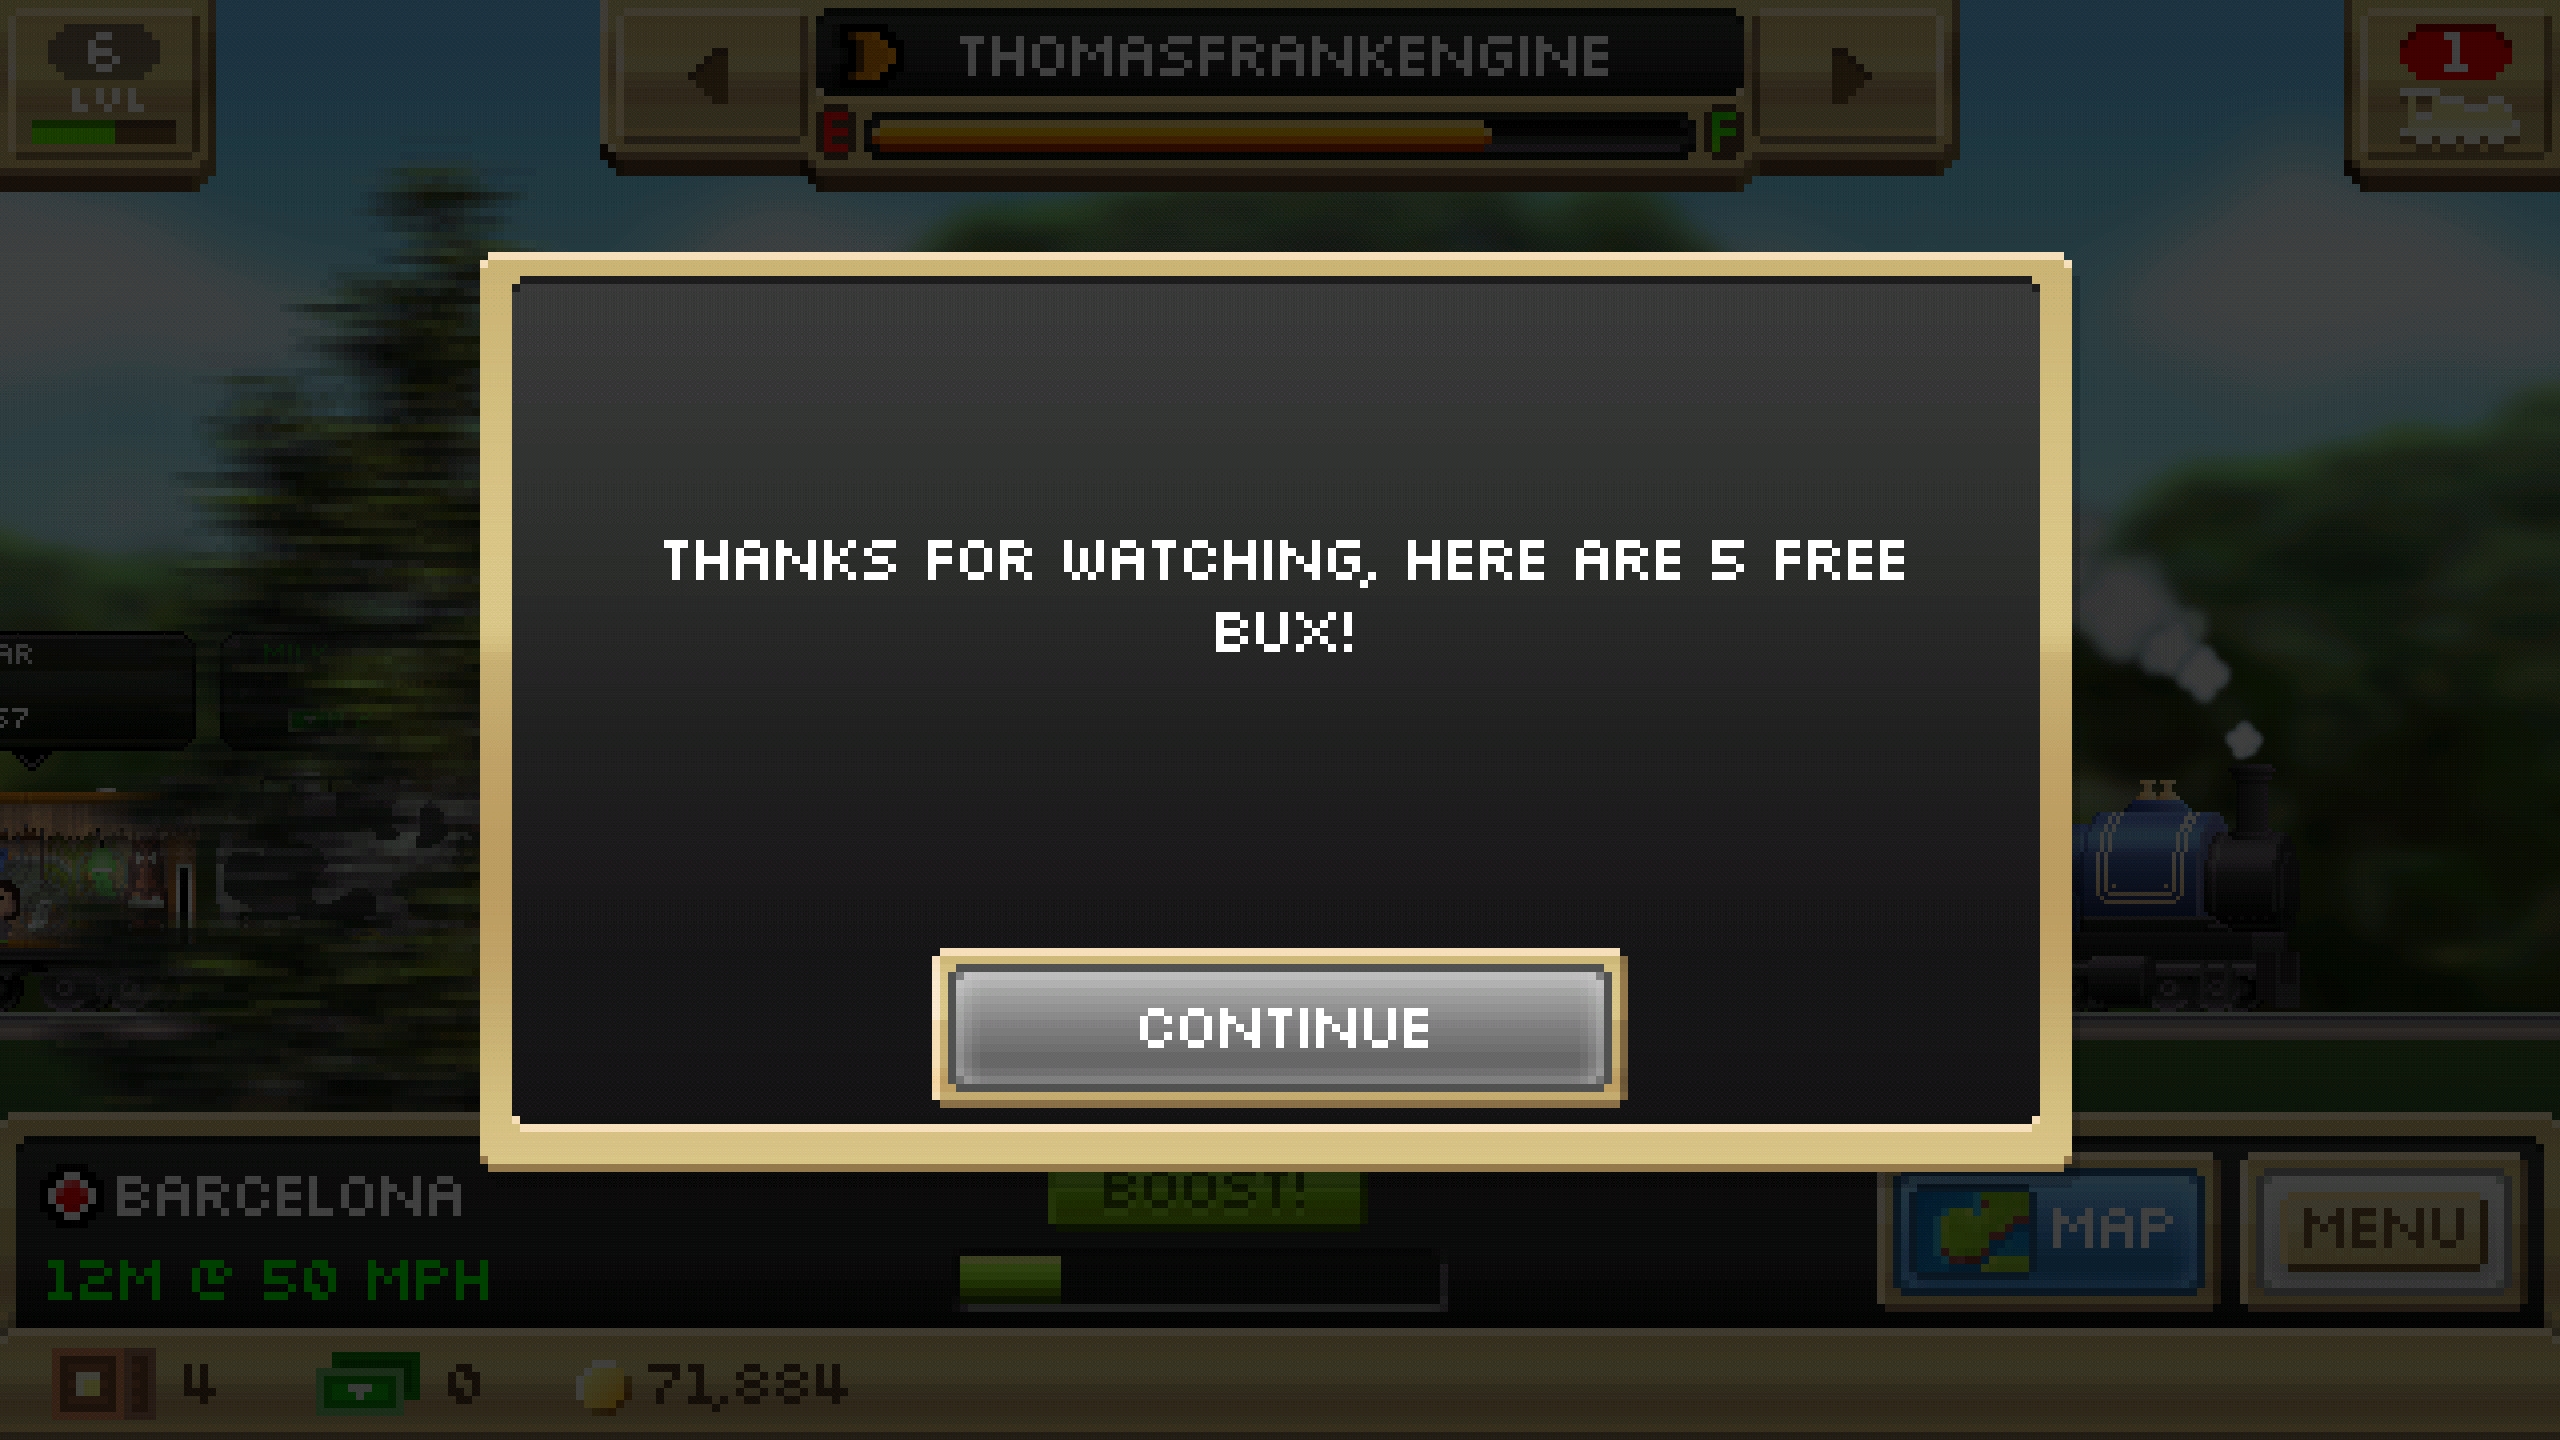 6
LVL
THOMASFRANKENGINE
E F
1
THANKS FOR WATCHING, HERE ARE 5 FREE
BUX!
AR
57
CONTINUE
BARCELONA
12M @ 50 MPH
BOOST!
MAP
MENU
4
0
71,884